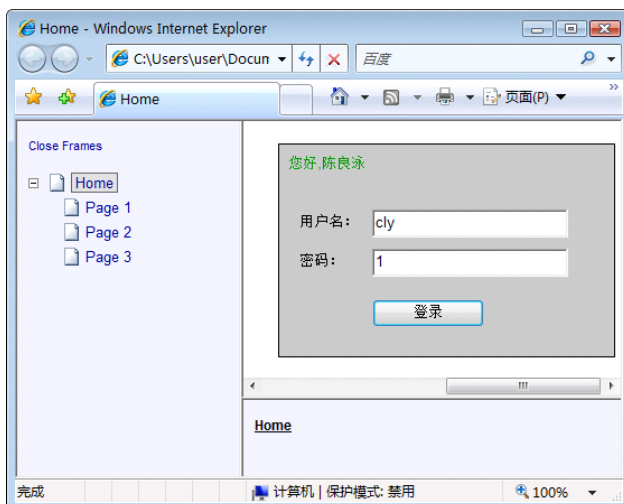 Home - Windows Internet Explorer
C:\Users\user\Docun
百度
Home
页面(P)
Close Frames
Home
Page 1
Page 2
Page 3
您好,陈良泳
用户名：
cly
密码：
1
登录
Home
完成
计算机 | 保护模式: 禁用
100%